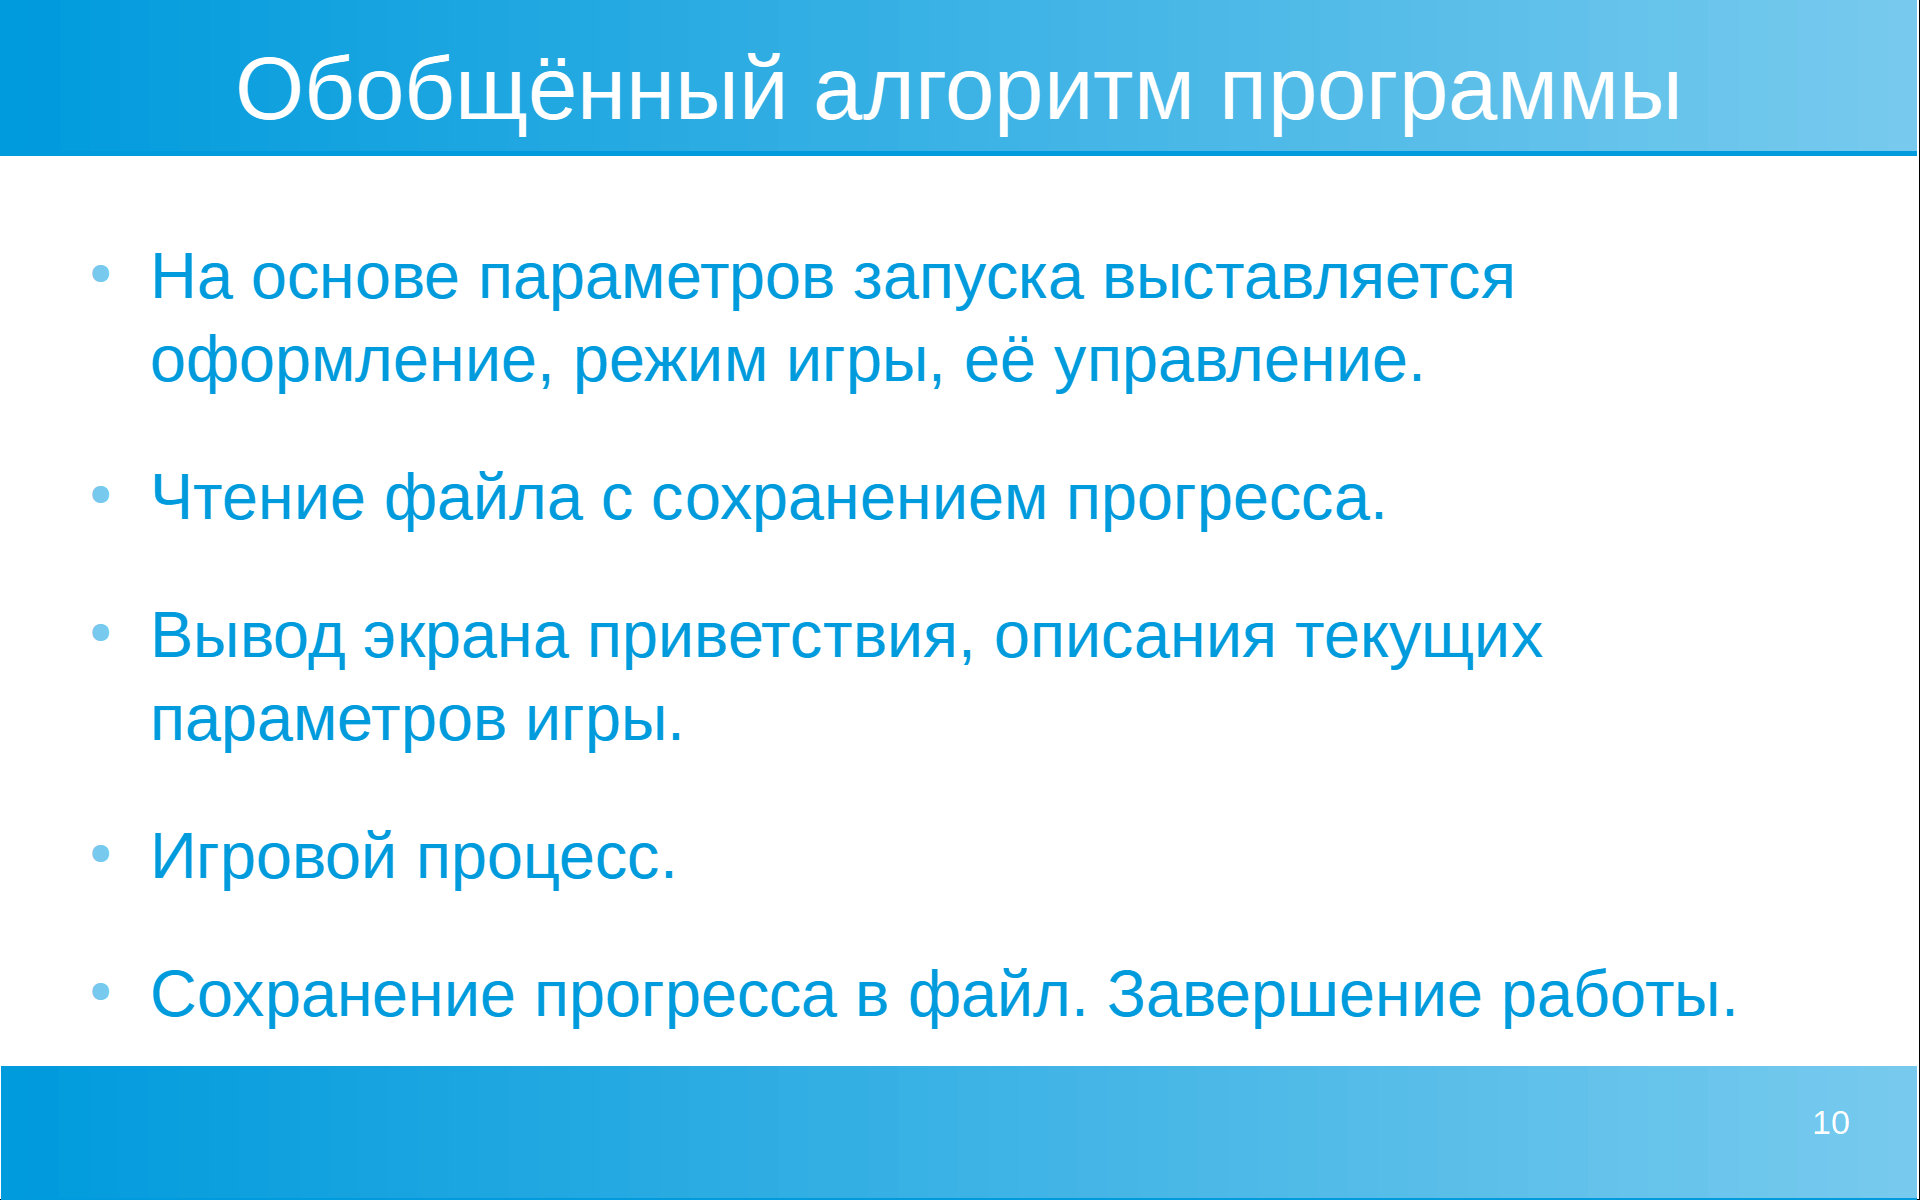 Обобщённый алгоритм программы
• На основе параметров запуска выставляется
оформление, режим игры, её управление.
• Чтение файла с сохранением прогресса.
• Вывод экрана приветствия, описания текущих
параметров игры.
• Игровой процесс.
• Сохранение прогресса в файл. Завершение работы.
10